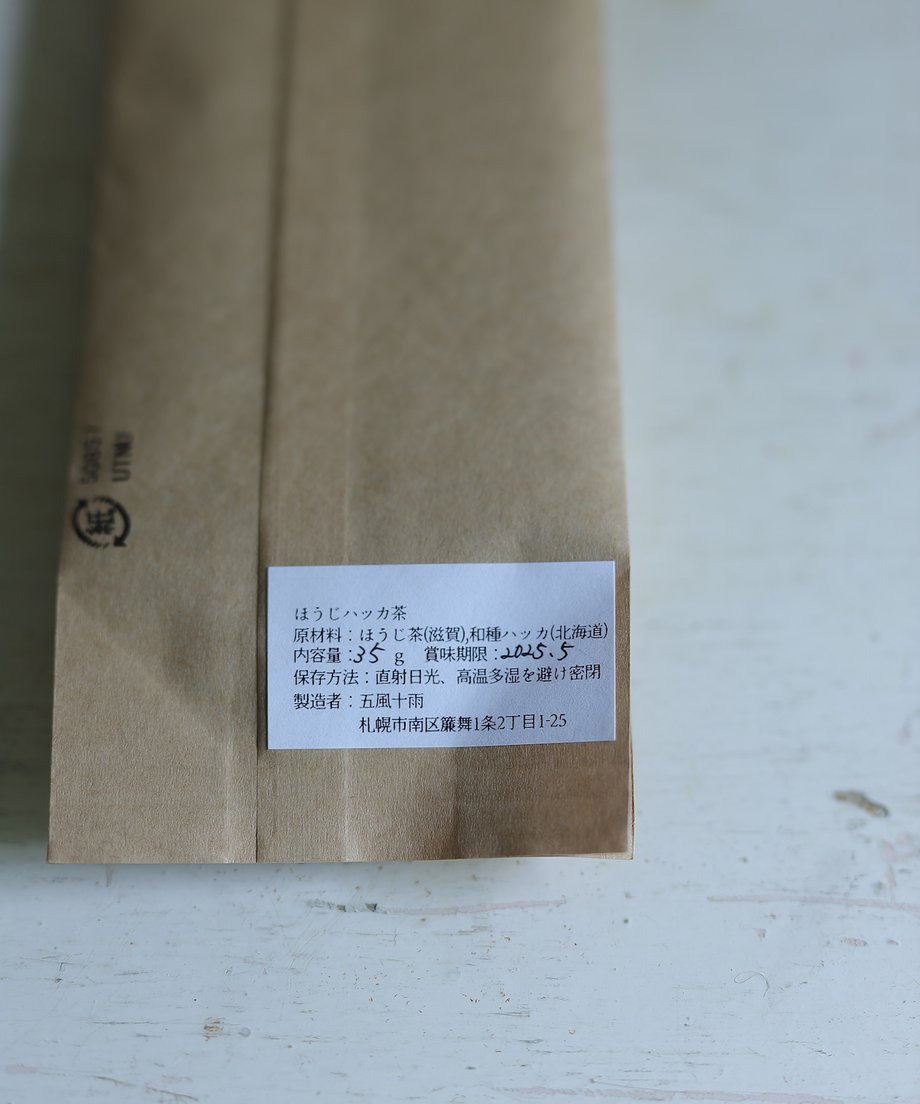 ほうじハッカ茶
原材料：ほうじ茶(滋賀),和種ハッカ(北海道)
内容量：35 g 賞味期限：2025.5
保存方法：直射日光、高温多湿を避け密閉
製造者：五風十雨
札幌市南区簾舞1条2丁目1-25
紙